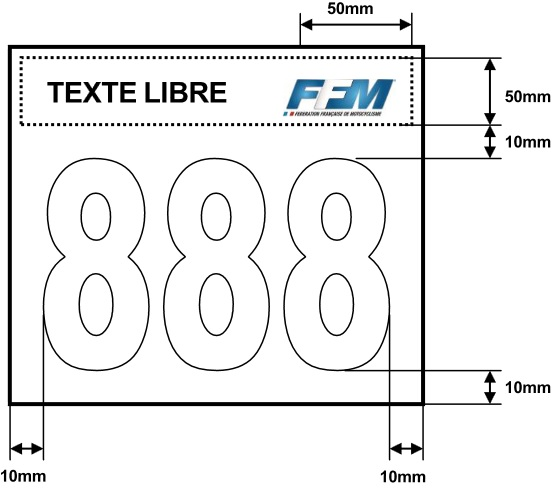 50mm
TEXTE LIBRE
FFM
FEDERATION FRANÇAISE DE MOTOCYCLISME
50mm
10mm
888
10mm
10mm
10mm